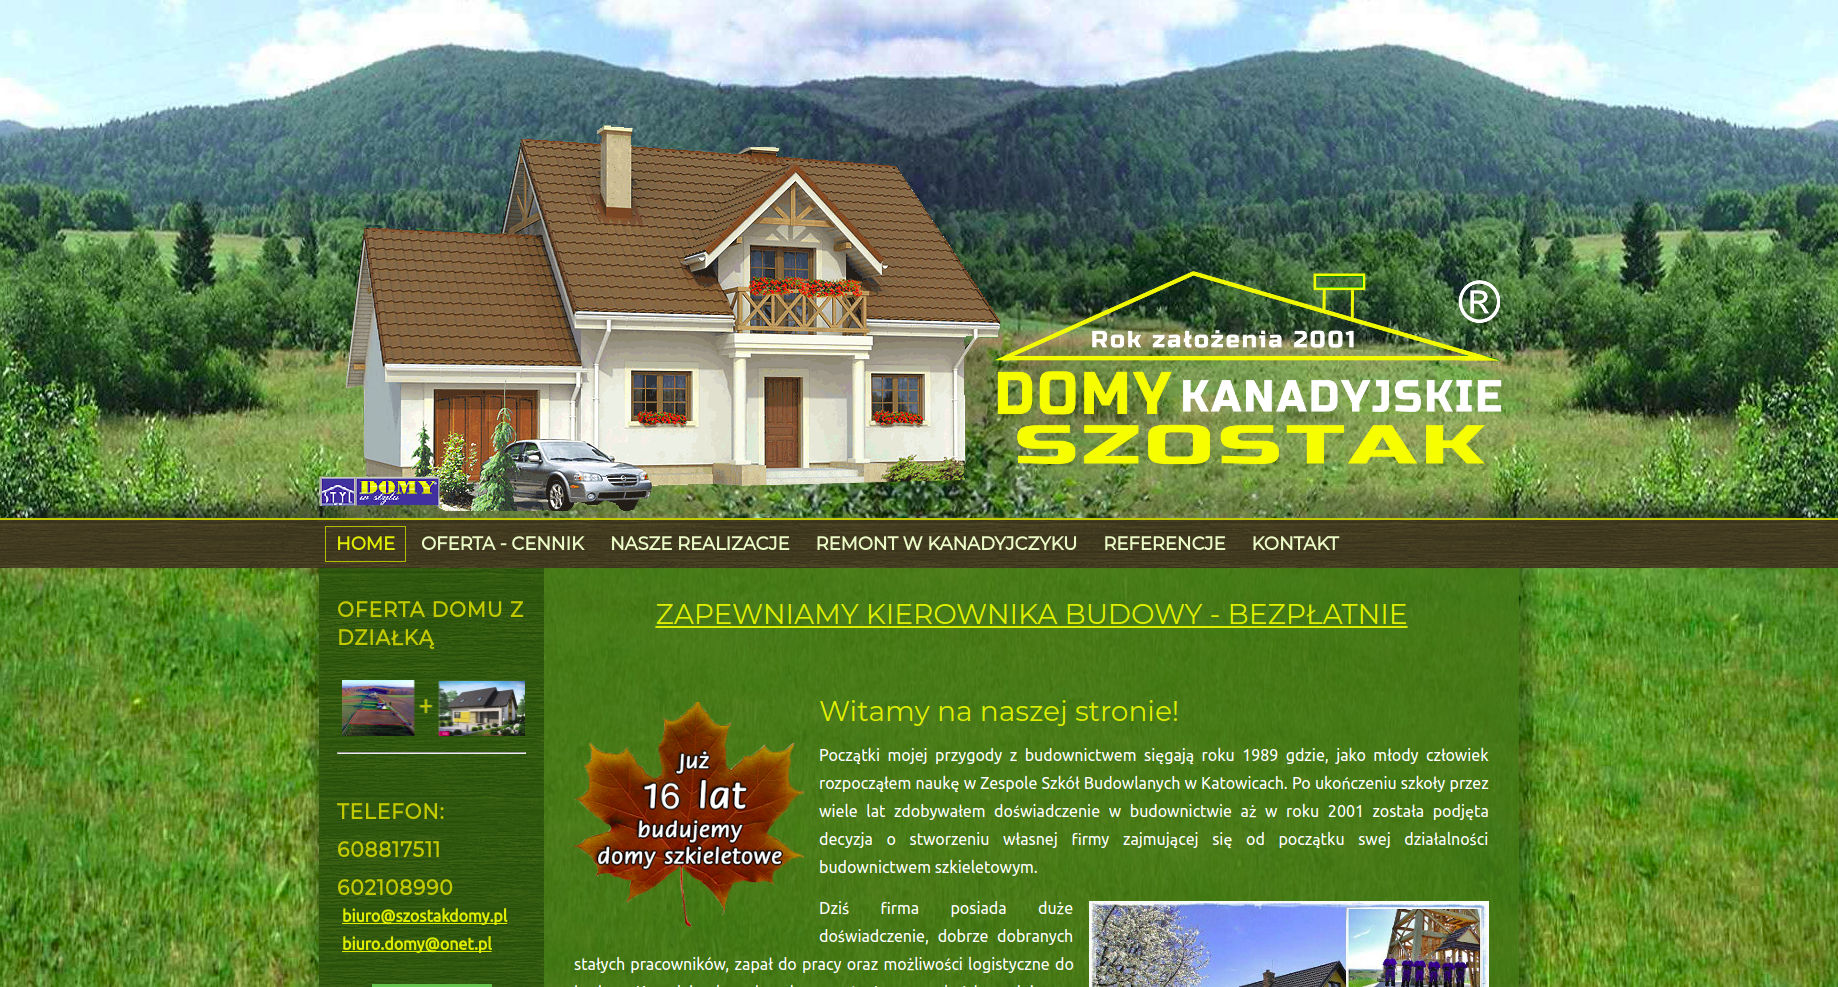 Rok założenia 2001
®
DOMY KANADYJSKIE
SZOSTAK
STYL DOMY
w stylu
HOME OFERTA - CENNIK NASZE REALIZACJE REMONT W KANADYJCZYKU REFERENCJE KONTAKT
OFERTA DOMU Z
DZIAŁKĄ
+
TELEFON:
608817511
602108990
biuro@szostakdomy.pl
biuro.domy@onet.pl
ZAPEWNIAMY KIEROWNIKA BUDOWY - BEZPŁATNIE
Już
16 lat
budujemy
domy szkieletowe
Witamy na naszej stronie!
Początki mojej przygody z budownictwem sięgają roku 1989 gdzie, jako młody człowiek
rozpocząłem naukę w Zespole Szkół Budowlanych w Katowicach. Po ukończeniu szkoły przez
wiele lat zdobywałem doświadczenie w budownictwie aż w roku 2001 została podjęta
decyzja o stworzeniu własnej firmy zajmującej się od początku swej działalności
budownictwem szkieletowym.
Dziś firma posiada duże
doświadczenie, dobrze dobranych
stałych pracowników, zapał do pracy oraz możliwości logistyczne do